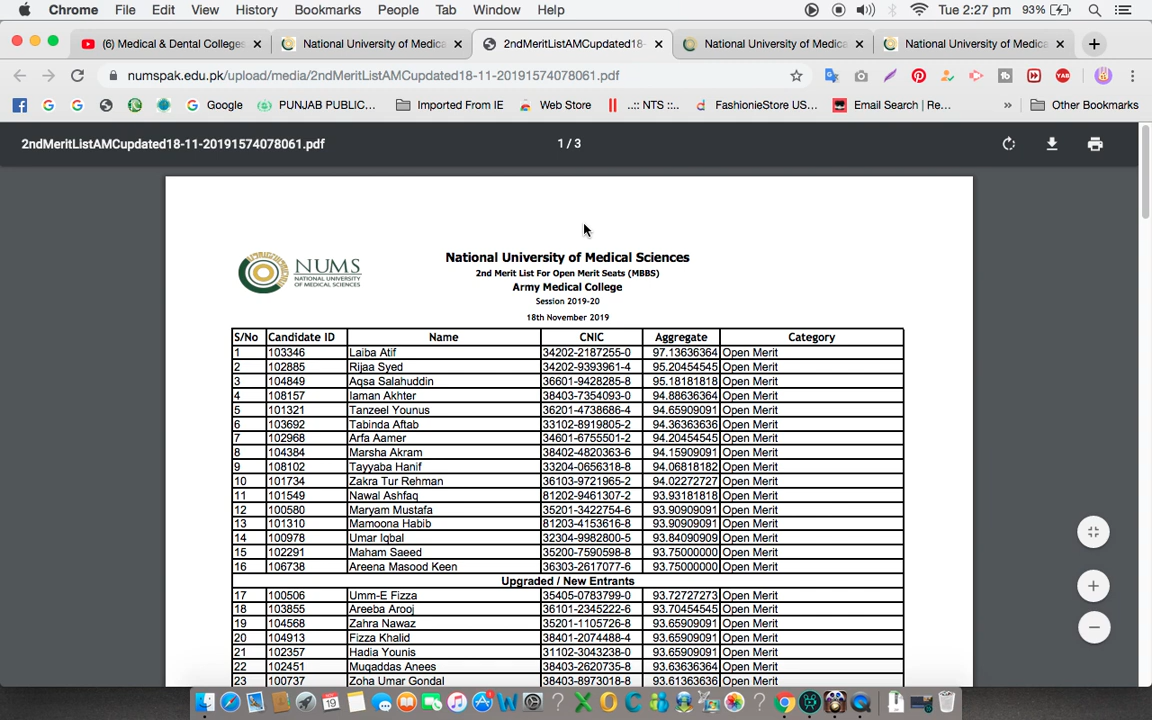 Chrome File Edit View History Bookmarks People Tab Window Help Tue 2:27 pm 93%
(6) Medical & Dental Colleges National University of Medica 2ndMeritListAMCupdated18- National University of Medica National University of Medica
numspak.edu.pk/upload/media/2ndMeritListAMCupdated18-11-20191574078061.pdf
Google PUNJAB PUBLIC... Imported From IE Web Store ..:: NTS ::.. FashionieStore US... Email Search | Re... » Other Bookmarks
2ndMeritListAMCupdated18-11-20191574078061.pdf 1 / 3
NUMS
NATIONAL UNIVERSITY
OF MEDICAL SCIENCES
National University of Medical Sciences
2nd Merit List For Open Merit Seats (MBBS)
Army Medical College
Session 2019-20
18th November 2019
S/No Candidate ID Name CNIC Aggregate Category
1 103346 Laiba Atif 34202-2187255-0 97.13636364 Open Merit
2 102885 Rijaa Syed 34202-9393961-4 95.20454545 Open Merit
3 104849 Aqsa Salahuddin 36601-9428285-8 95.18181818 Open Merit
4 108157 Iaman Akhter 38403-7354093-0 94.88636364 Open Merit
5 101321 Tanzeel Younus 36201-4738686-4 94.65909091 Open Merit
6 103692 Tabinda Aftab 33102-8919805-2 94.36363636 Open Merit
7 102968 Arfa Aamer 34601-6755501-2 94.20454545 Open Merit
8 104384 Marsha Akram 38402-4820363-6 94.15909091 Open Merit
9 108102 Tayyaba Hanif 33204-0656318-8 94.06818182 Open Merit
10 101734 Zakra Tur Rehman 36103-9721965-2 94.02272727 Open Merit
11 101549 Nawal Ashfaq 81202-9461307-2 93.93181818 Open Merit
12 100580 Maryam Mustafa 35201-3422754-6 93.90909091 Open Merit
13 101310 Mamoona Habib 81203-4153616-8 93.90909091 Open Merit
14 100978 Umar Iqbal 32304-9982800-5 93.84090909 Open Merit
15 102291 Maham Saeed 35200-7590598-8 93.75000000 Open Merit
16 106738 Areena Masood Keen 36303-2617077-6 93.75000000 Open Merit
Upgraded / New Entrants
17 100506 Umm-E Fizza 35405-0783799-0 93.72727273 Open Merit
18 103855 Areeba Arooj 36101-2345222-6 93.70454545 Open Merit
19 104568 Zahra Nawaz 35201-1105726-8 93.65909091 Open Merit
20 104913 Fizza Khalid 38401-2074488-4 93.65909091 Open Merit
21 102357 Hadia Younis 31102-3043238-0 93.65909091 Open Merit
22 102451 Muqaddas Anees 38403-2620735-8 93.63636364 Open Merit
23 100737 Zoha Umar Gondal 38403-8973018-8 93.61363636 Open Merit